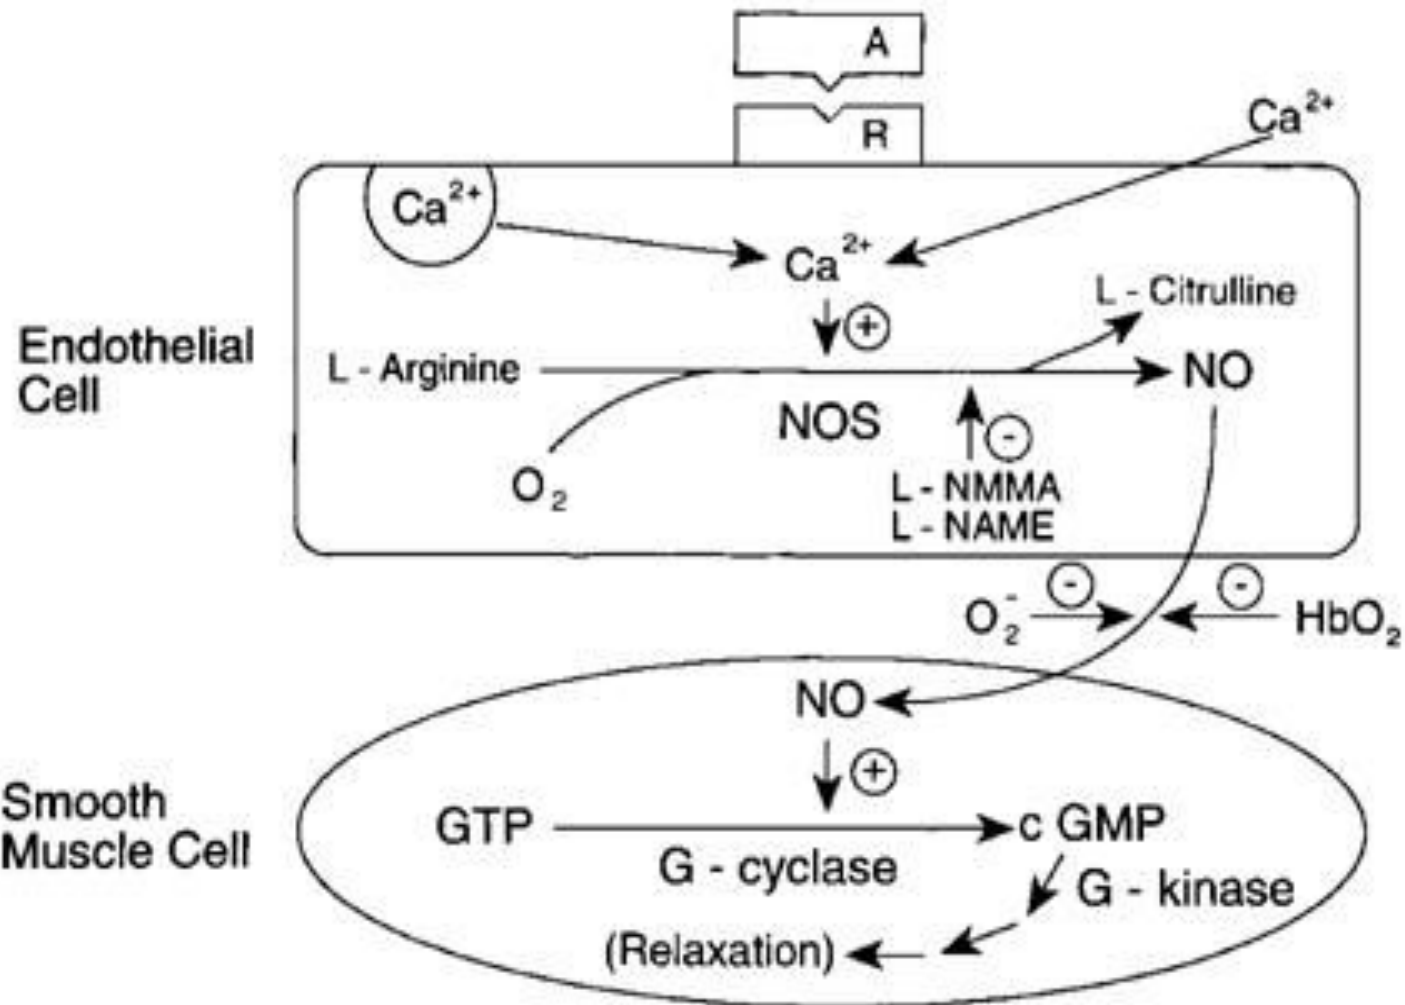 A
R
Ca2+
Ca2+
Ca2+
+
L - Citrulline
Endothelial
Cell
L - Arginine
NO
NOS
-
O2
L - NMMA
L - NAME
-
-
O2-
HbO2
NO
+
Smooth
Muscle Cell
GTP
c GMP
G - cyclase
G - kinase
(Relaxation)